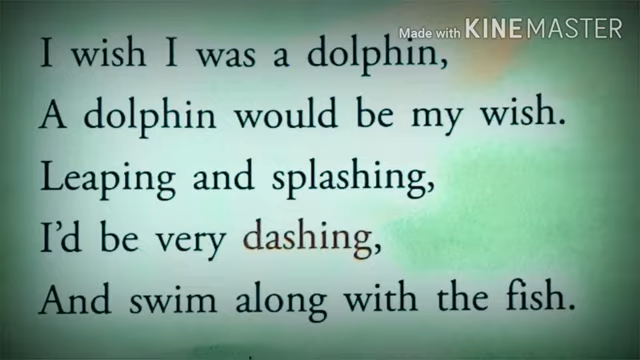 Made with KINEMASTER
I wish I was a dolphin,
A dolphin would be my wish.
Leaping and splashing,
I'd be very dashing,
And swim along with the fish.